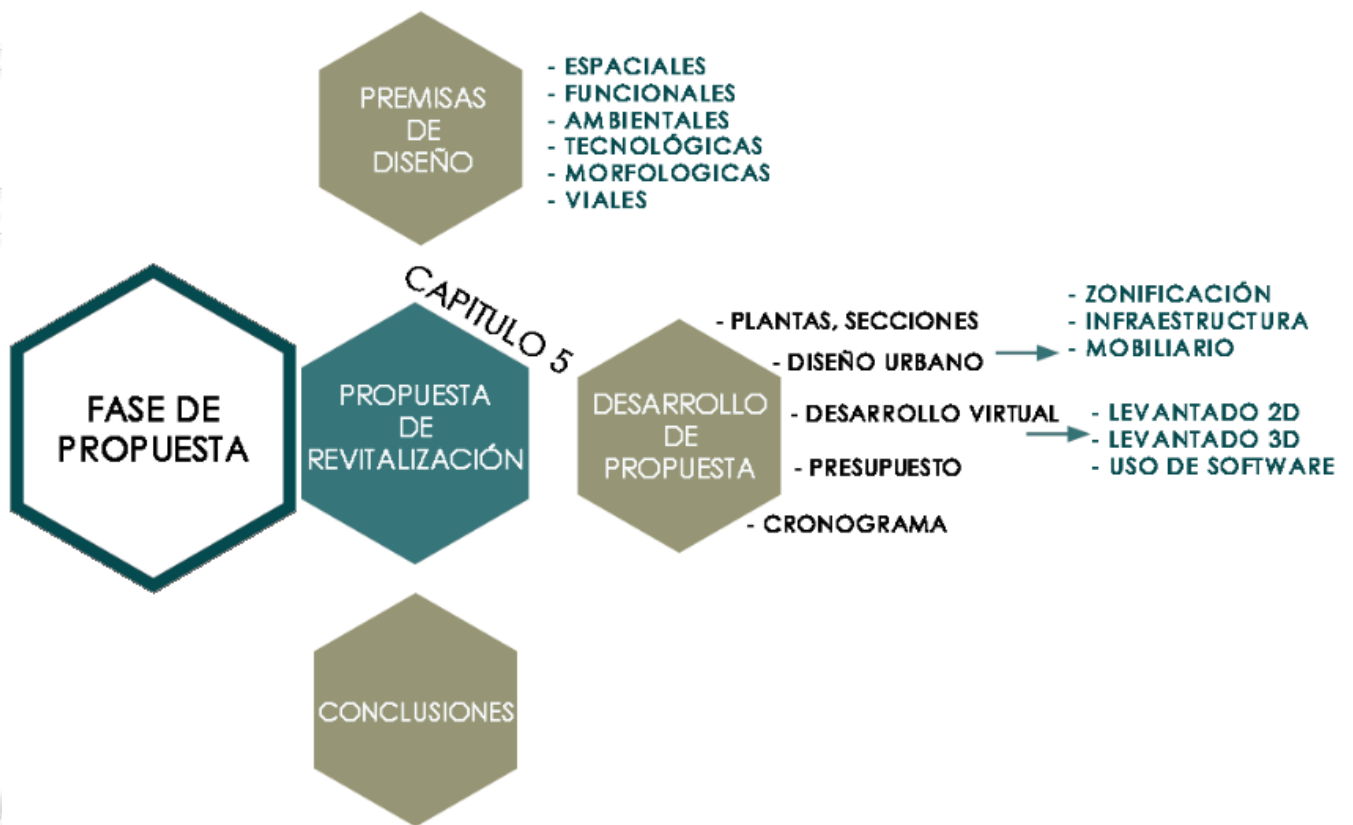 PREMISAS
DE
DISEÑO
- ESPACIALES
- FUNCIONALES
- AMBIENTALES
- TECNOLÓGICAS
- MORFOLOGICAS
- VIALES
FASE DE
PROPUESTA
CAPITULO 5
PROPUESTA
DE
REVITALIZACIÓN
DESARROLLO
DE
PROPUESTA
- PLANTAS, SECCIONES
- DISEÑO URBANO
- ZONIFICACIÓN
- INFRAESTRUCTURA
- MOBILIARIO
- DESARROLLO VIRTUAL
- LEVANTADO 2D
- LEVANTADO 3D
- USO DE SOFTWARE
- PRESUPUESTO
- CRONOGRAMA
CONCLUSIONES